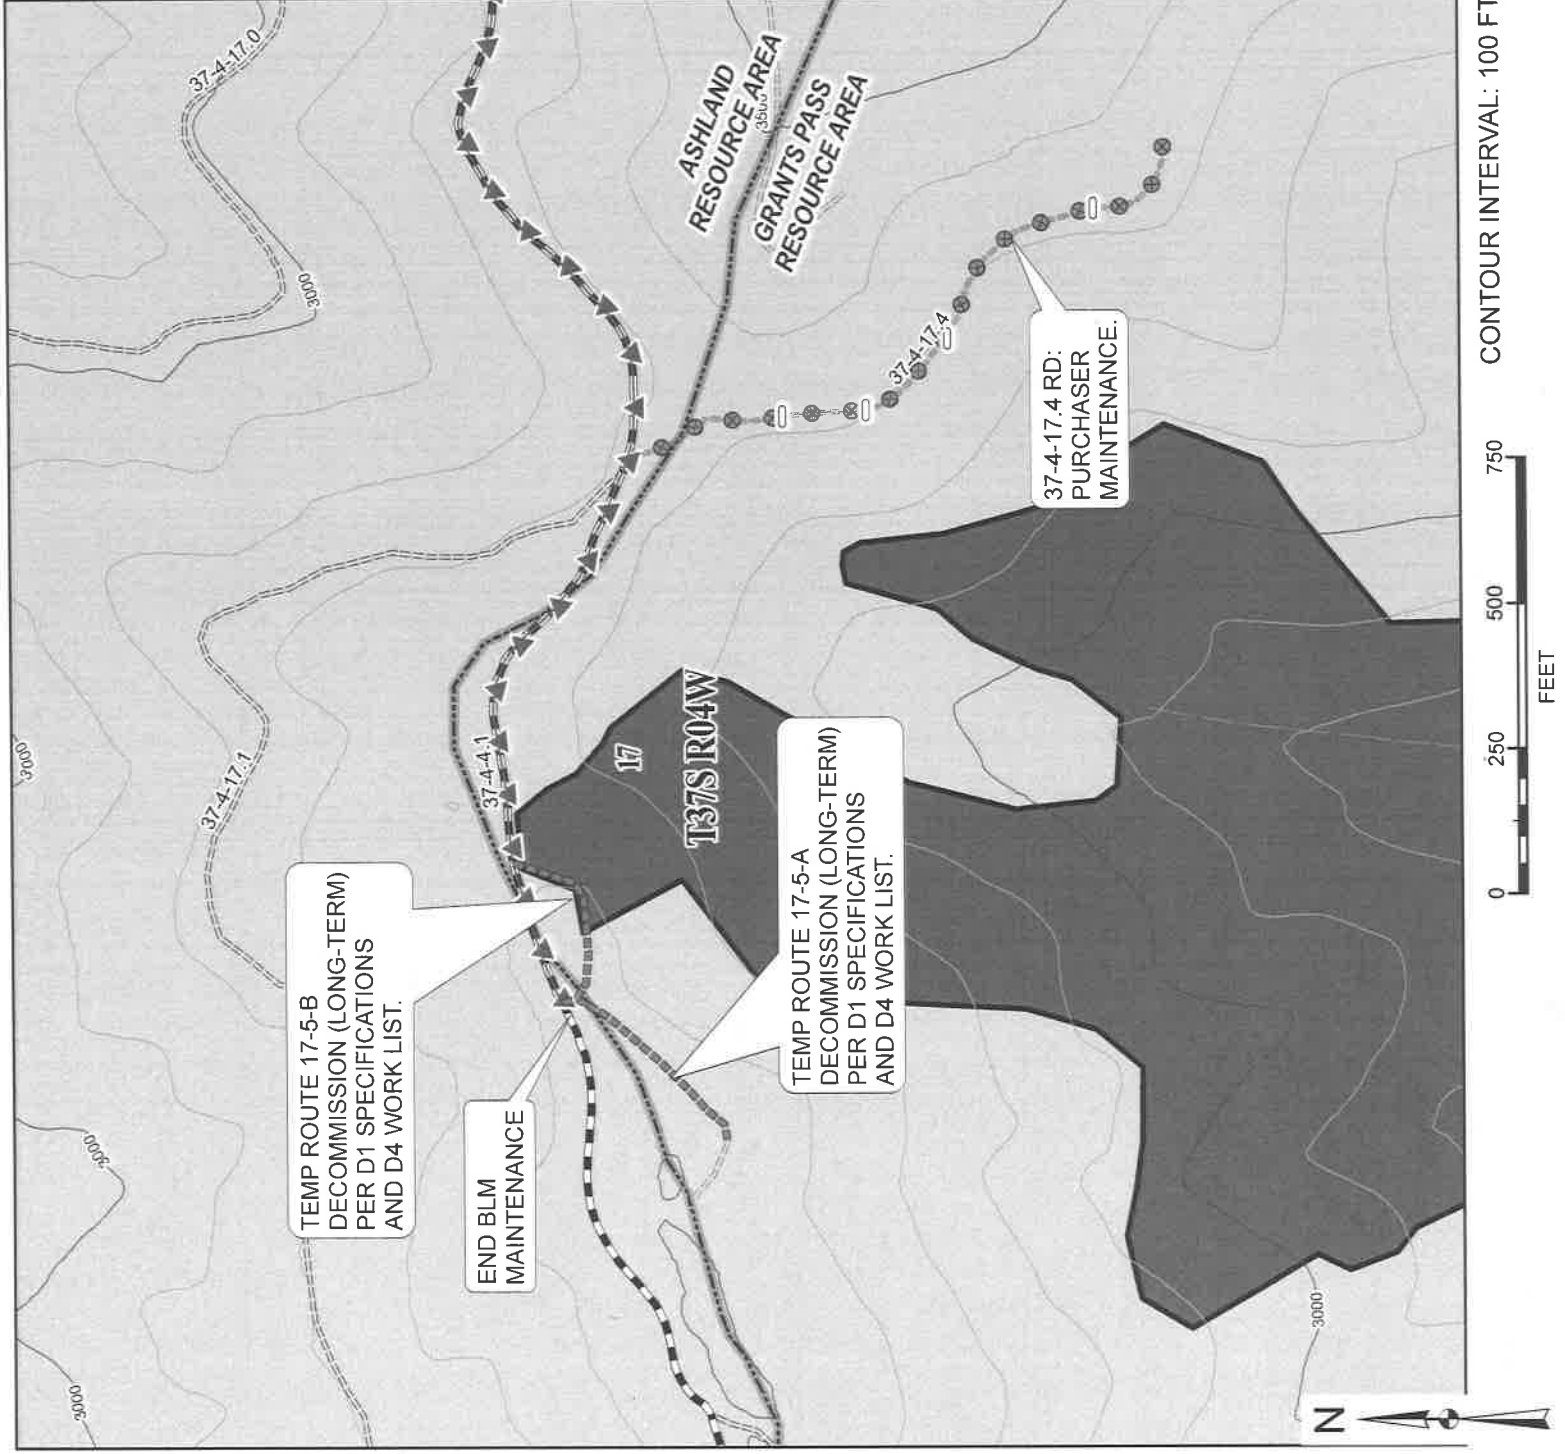 3000
3000
3000
37-4-17.1
37-4-17.0
3000
TEMP ROUTE 17-5-B
DECOMMISSION (LONG-TERM)
PER D1 SPECIFICATIONS
AND D4 WORK LIST.
END BLM
MAINTENANCE
37-4-4.1
ASHLAND
RESOURCE AREA
GRANTS PASS
RESOURCE AREA
17
T37S R04W
TEMP ROUTE 17-5-A
DECOMMISSION (LONG-TERM)
PER D1 SPECIFICATIONS
AND D4 WORK LIST.
37-4-17.4
37-4-17.4 RD:
PURCHASER
MAINTENANCE.
3000
N
0 250 500 750
FEET
CONTOUR INTERVAL: 100 FT